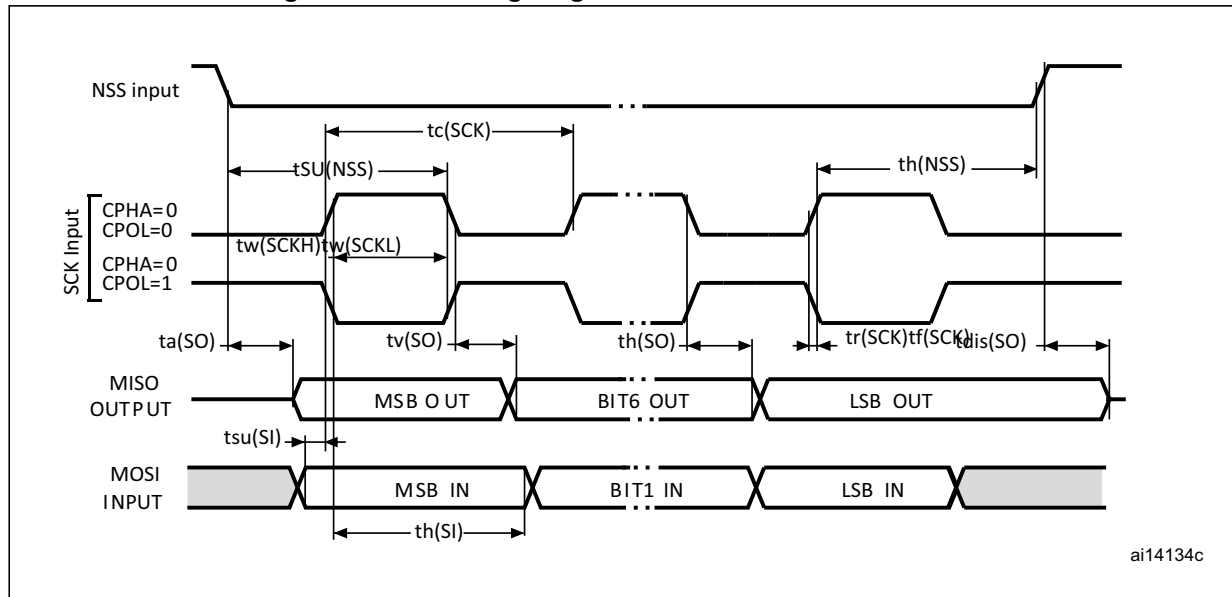 NSS input
tc(SCK)
tSU(NSS)
th(NSS)
SCK Input
CPHA=0
CPOL=0
tw(SCKH)
tw(SCKL)
CPHA=0
CPOL=1
ta(SO)
tv(SO)
th(SO)
tr(SCK)
tf(SCK)
tdis(SO)
MISO
OUTPUT
MSB OUT
BIT6 OUT
LSB OUT
tsu(SI)
MOSI
INPUT
MSB IN
BIT1 IN
LSB IN
th(SI)
ai14134c